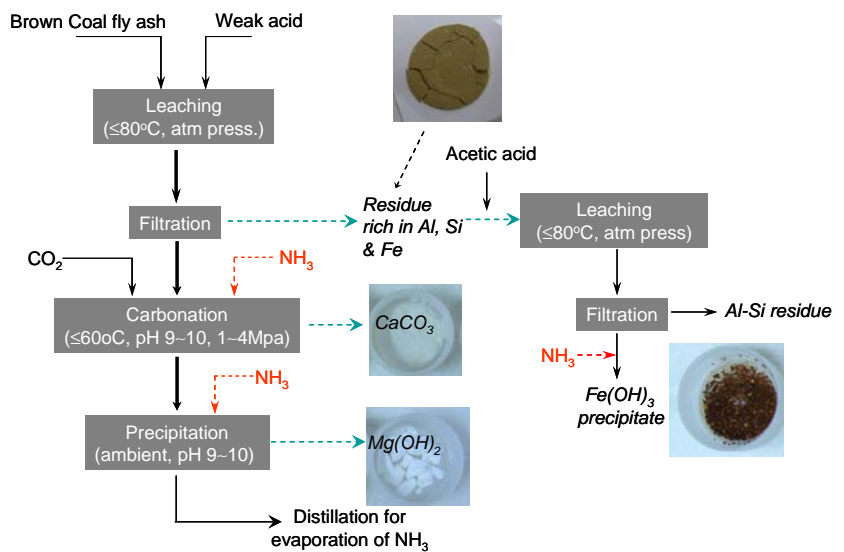 Brown Coal fly ash
Weak acid
Leaching
(≤80ºC, atm press.)
Acetic acid
Residue
rich in Al, Si
& Fe
Leaching
(≤80ºC, atm press)
Filtration
CO₂
NH₃
Carbonation
(≤60oC, pH 9~10, 1~4Mpa)
CaCO₃
Filtration
Al-Si residue
NH₃
Fe(OH)₃
precipitate
NH₃
Precipitation
(ambient, pH 9~10)
Mg(OH)₂
Distillation for
evaporation of NH₃